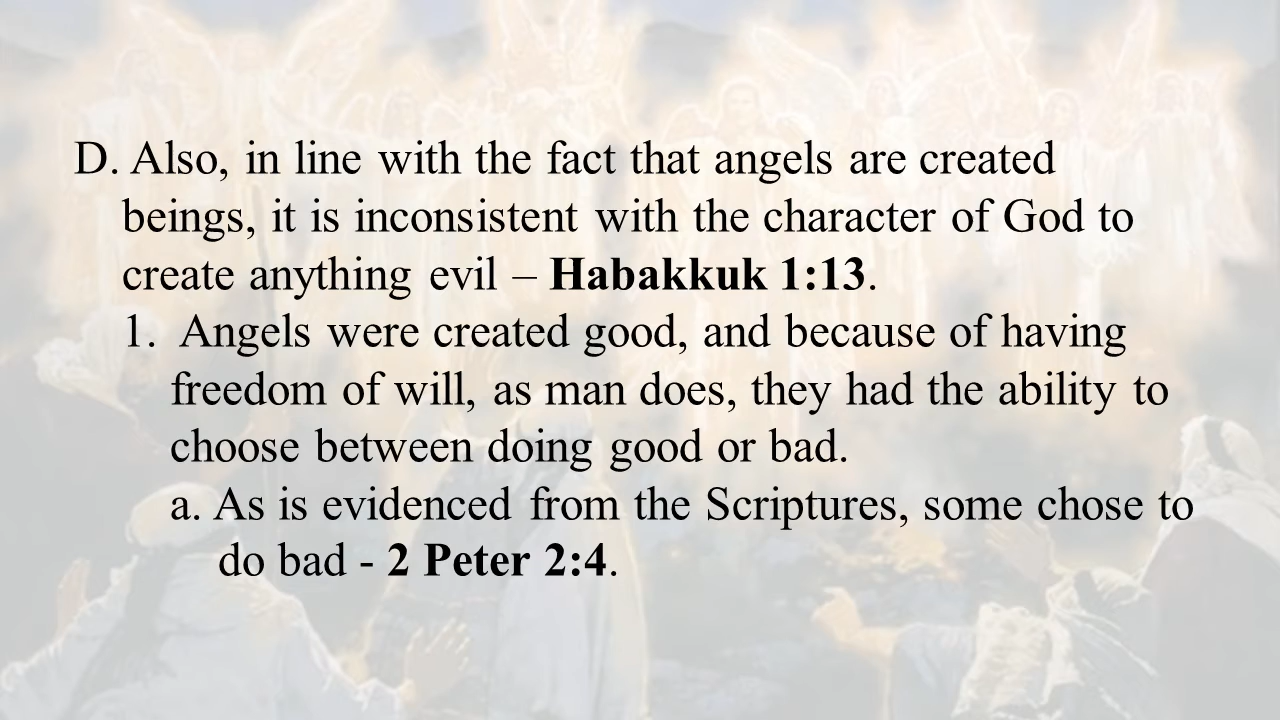 D. Also, in line with the fact that angels are created
beings, it is inconsistent with the character of God to
create anything evil – Habakkuk 1:13.
1. Angels were created good, and because of having
freedom of will, as man does, they had the ability to
choose between doing good or bad.
a. As is evidenced from the Scriptures, some chose to
do bad - 2 Peter 2:4.